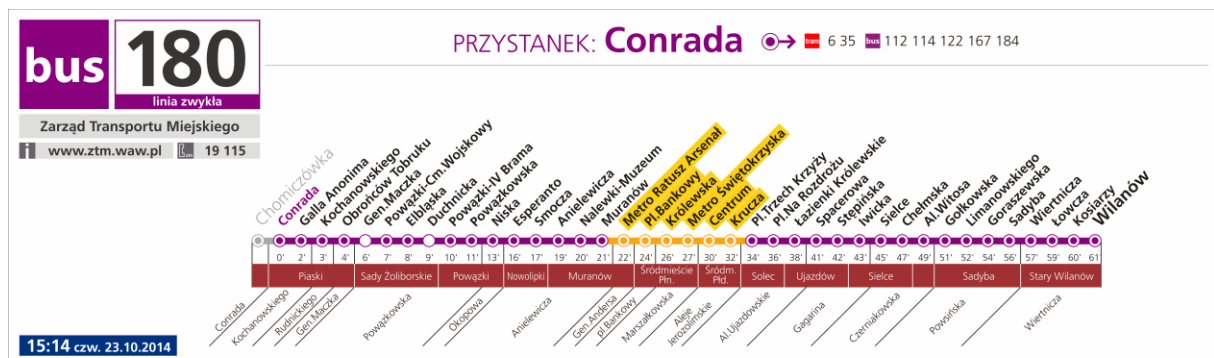 bus 180
linia zwykła
Zarząd Transportu Miejskiego
i www.ztm.waw.pl 19 115
PRZYSTANEK: Conrada tram 6 35 bus 112 114 122 167 184
Chomiczówka
Conrada
Galla Anonima
Kochanowskiego
Obrońców Tobruku
Gen.Maczka
Powązki-Cm.Wojskowy
Elbląska
Duchnicka
Powązki-IV Brama
Powązkowska
Niska
Esperanto
Smocza
Anielewicza
Nalewki-Muzeum
Muranów
Metro Ratusz Arsenał
Pl.Bankowy
Królewska
Metro Świętokrzyska
Centrum
Krucza
Pl.Trzech Krzyży
Pl.Na Rozdrożu
Łazienki Królewskie
Spacerowa
Stępińska
Iwicka
Sielce
Chełmska
Al.Witosa
Gołkowska
Limanowskiego
Goraszewska
Sadyba
Wiertnicza
Łowcza
Kosiarzy
Wilanów
0' 2' 3' 4' 6' 7' 8' 9' 10' 11' 13' 16' 17' 19' 20' 21' 22' 24' 26' 27' 30' 32' 34' 36' 38' 41' 42' 43' 45' 47' 49' 51' 52' 54' 56' 57' 59' 60' 61'
Piaski Sady Żoliborskie Powązki Nowolipki Muranów Śródmieście Płn. Śródm. Płd. Solec Ujazdów Sielce Sadyba Stary Wilanów
Conrada
Kochanowskiego
Rudnickiego
Gen.Maczka
Powązkowska
Okopowa
Anielewicza
Gen.Andersa
pl.Bankowy
Marszałkowska
Aleje
Jerozolimskie
Al.Ujazdowskie
Gagarina
Czerniakowska
Powsińska
Wiertnicza
15:14 czw. 23.10.2014